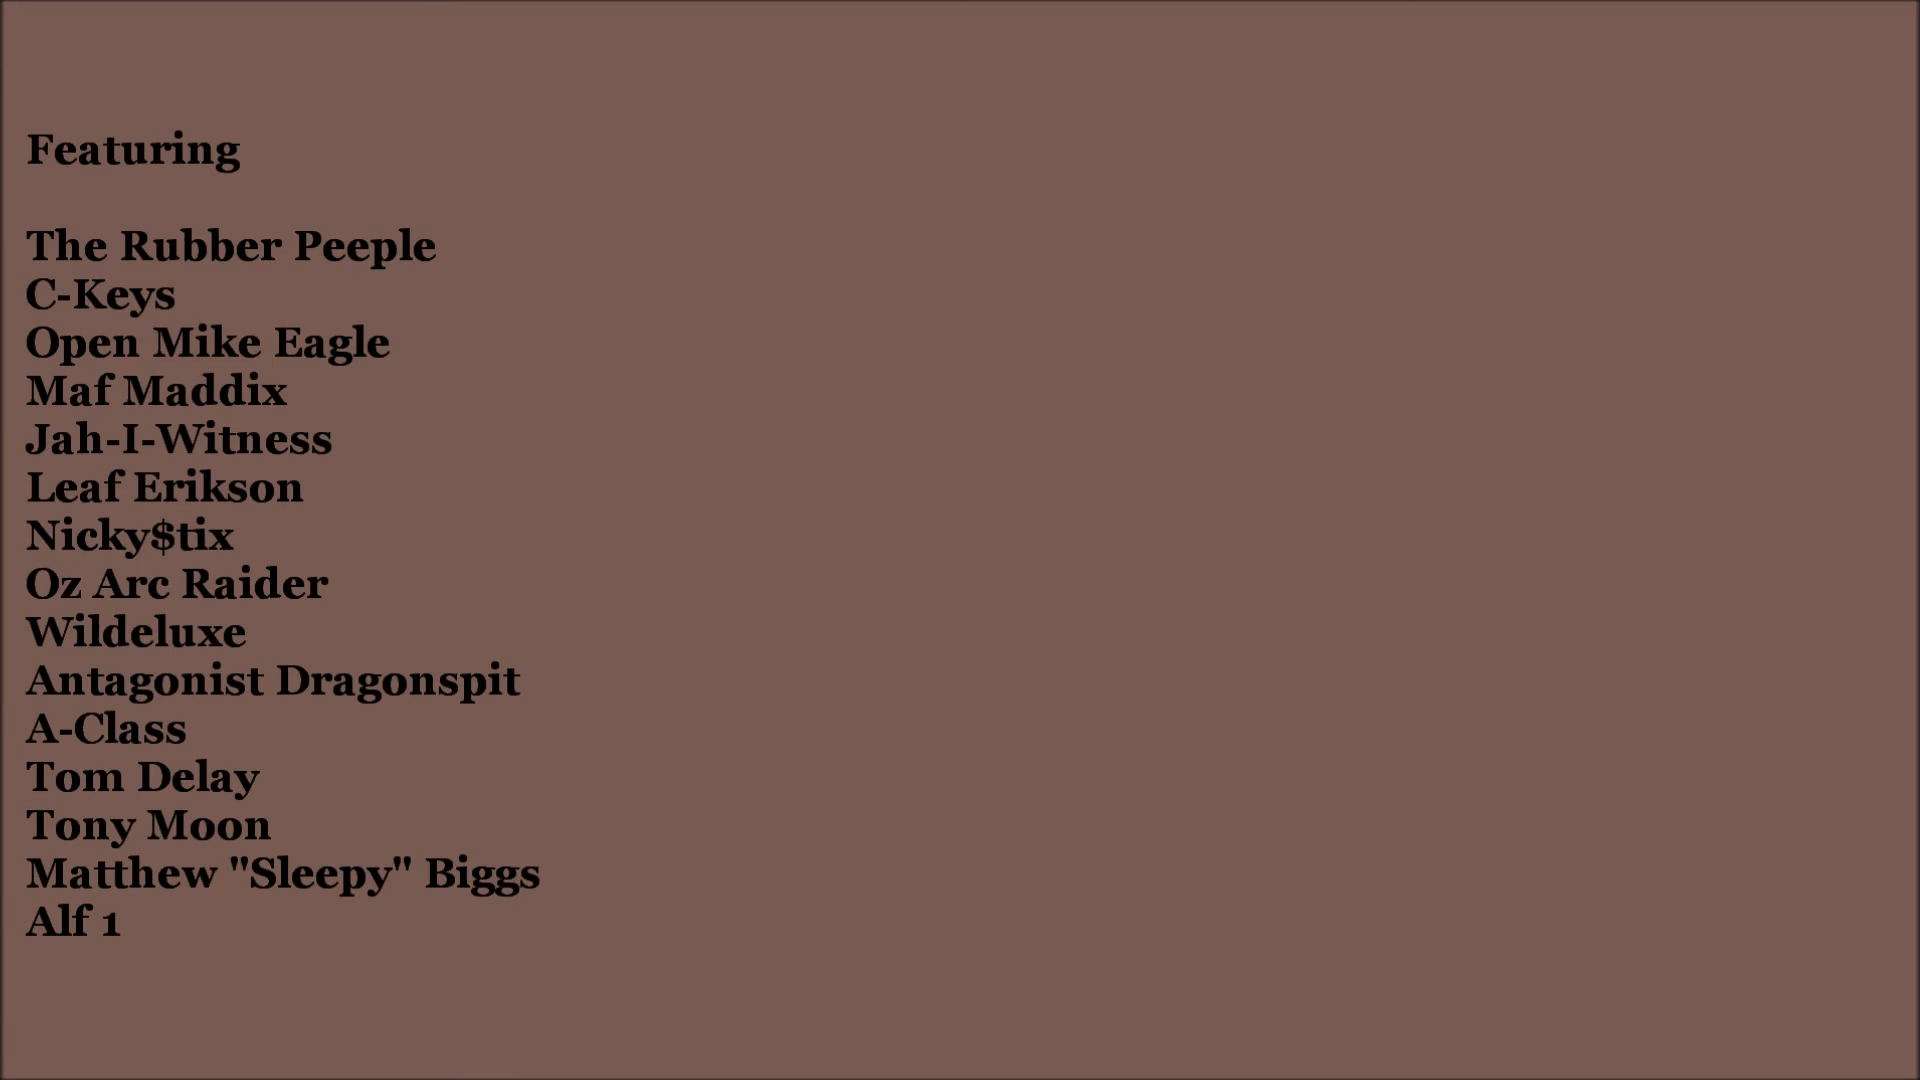 Featuring
The Rubber Peeple
C-Keys
Open Mike Eagle
Maf Maddix
Jah-I-Witness
Leaf Erikson
Nicky$tix
Oz Arc Raider
Wildeluxe
Antagonist Dragonspit
A-Class
Tom Delay
Tony Moon
Matthew "Sleepy" Biggs
Alf 1